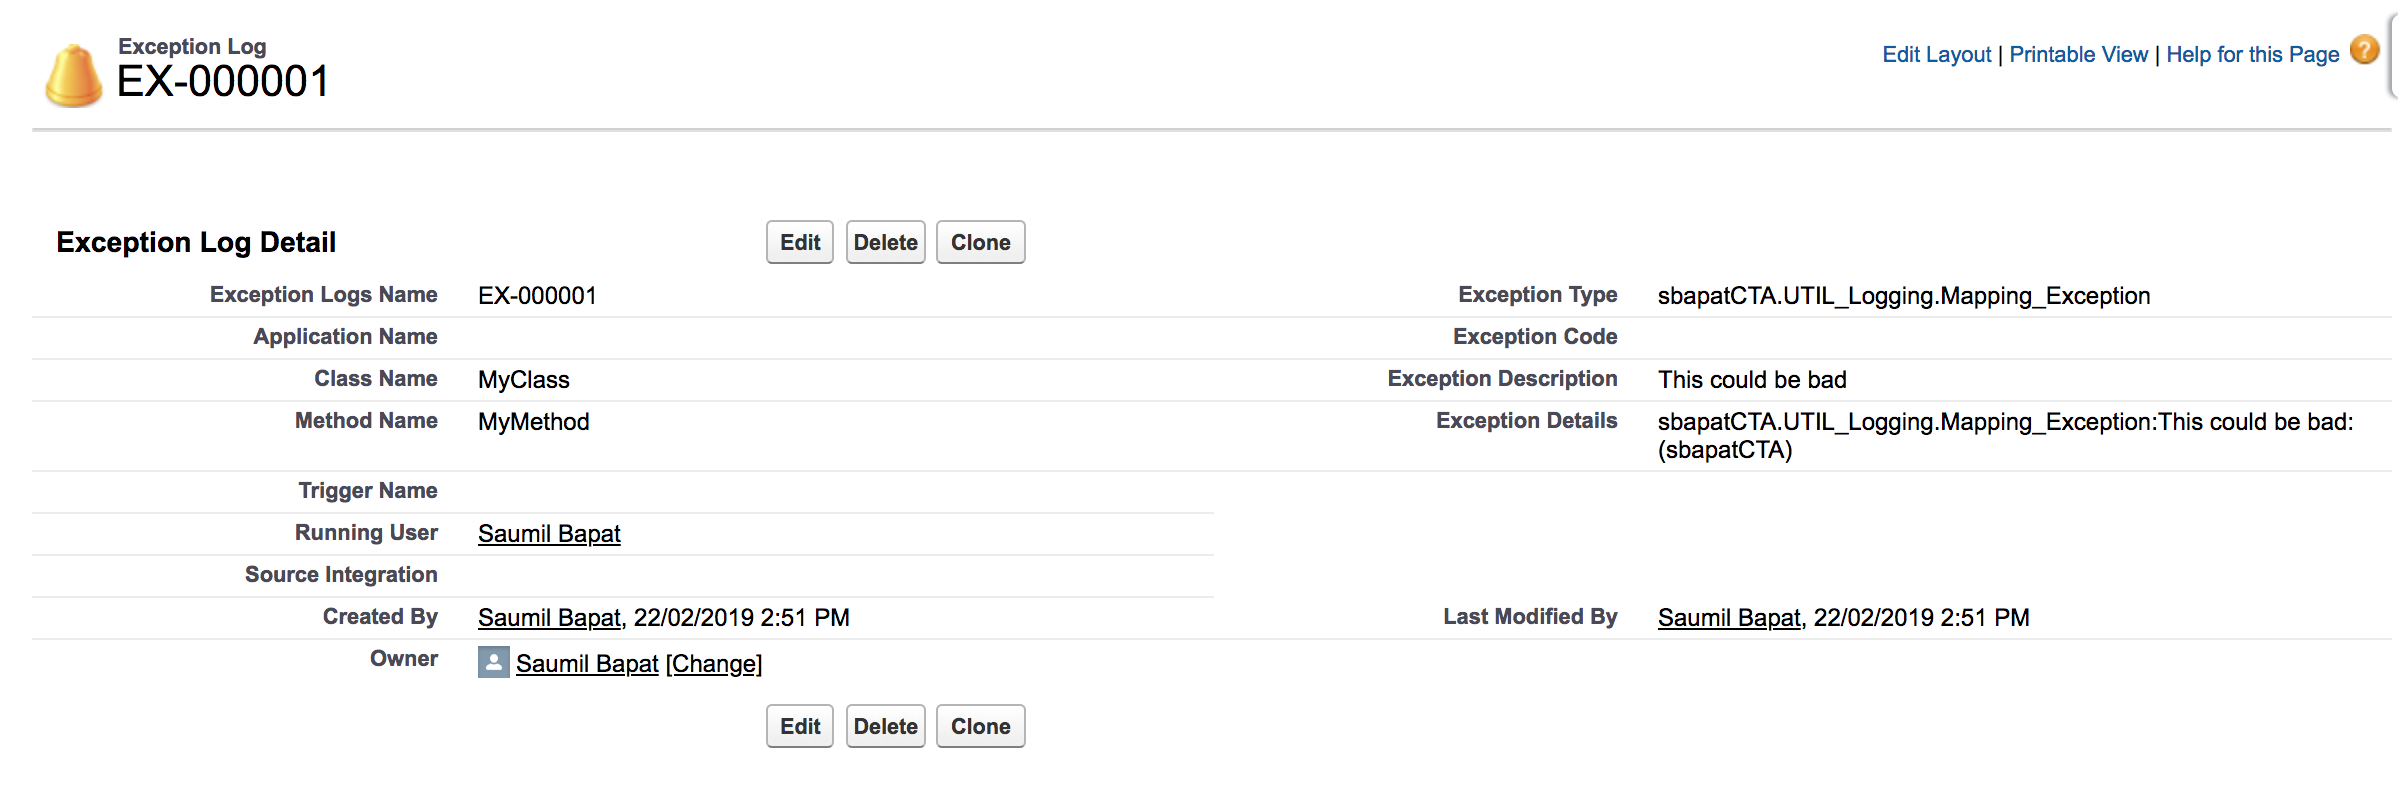 Exception Log
EX-000001
Edit Layout | Printable View | Help for this Page ?
Exception Log Detail
Edit Delete Clone
Exception Logs Name EX-000001 Exception Type sbapatCTA.UTIL_Logging.Mapping_Exception
Application Name Exception Code
Class Name MyClass Exception Description This could be bad
Method Name MyMethod Exception Details sbapatCTA.UTIL_Logging.Mapping_Exception:This could be bad:
(sbapatCTA)
Trigger Name
Running User Saumil Bapat
Source Integration
Created By Saumil Bapat, 22/02/2019 2:51 PM Last Modified By Saumil Bapat, 22/02/2019 2:51 PM
Owner Saumil Bapat [Change]
Edit Delete Clone